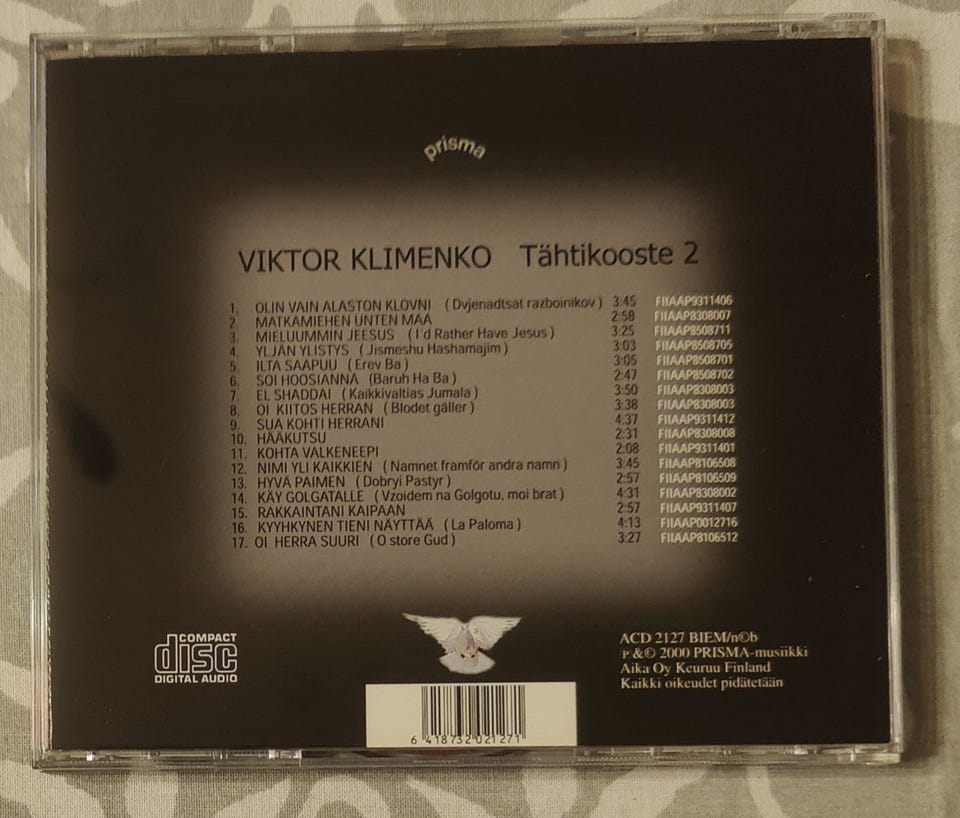 prisma
VIKTOR KLIMENKO Tähtikooste 2
1. OLIN VAIN ALASTON KLOVNI (Dvjenadtsat razboinikov) 3:45 FIIAAP9311406
2. MATKAMIEHEN UNTEN MAA 2:58 FIIAAP8308007
3. MIELUUMMIN JEESUS (I´d Rather Have Jesus) 3:25 FIIAAP8508711
4. YLJÄN YLISTYS (Jismeshu Hashamajim) 3:03 FIIAAP8508705
5. ILTA SAAPUU (Erev Ba) 3:05 FIIAAP8508701
6. SOI HOOSIANNA (Baruh Ha Ba) 2:47 FIIAAP8508702
7. EL SHADDAI (Kaikkivaltias Jumala) 3:50 FIIAAP8308003
8. OI KIITOS HERRAN (Blodet gäller) 3:38 FIIAAP8308003
9. SUA KOHTI HERRANI 4:37 FIIAAP9311412
10. HÄÄKUTSU 2:31 FIIAAP8308008
11. KOHTA VALKENEEPI 2:08 FIIAAP9311401
12. NIMI YLI KAIKKIEN (Namnet framför andra namn) 3:45 FIIAAP8106508
13. HYVÄ PAIMEN (Dobryi Pastyr) 2:57 FIIAAP8106509
14. KÄY GOLGATALLE (Vzoidem na Golgotu, moi brat) 4:31 FIIAAP8308002
15. RAKKAINTANI KAIPAAN 2:57 FIIAAP9311407
16. KYYHKYNEN TIENI NÄYTTÄÄ (La Paloma) 4:13 FIIAAP0012716
17. OI HERRA SUURI (O store Gud) 3:27 FIIAAP8106512
COMPACT
disc
DIGITAL AUDIO
ACD 2127 BIEM/n©b
P & © 2000 PRISMA-musiikki
Aika Oy Keuruu Finland
Kaikki oikeudet pidätetään
6 418732 021271